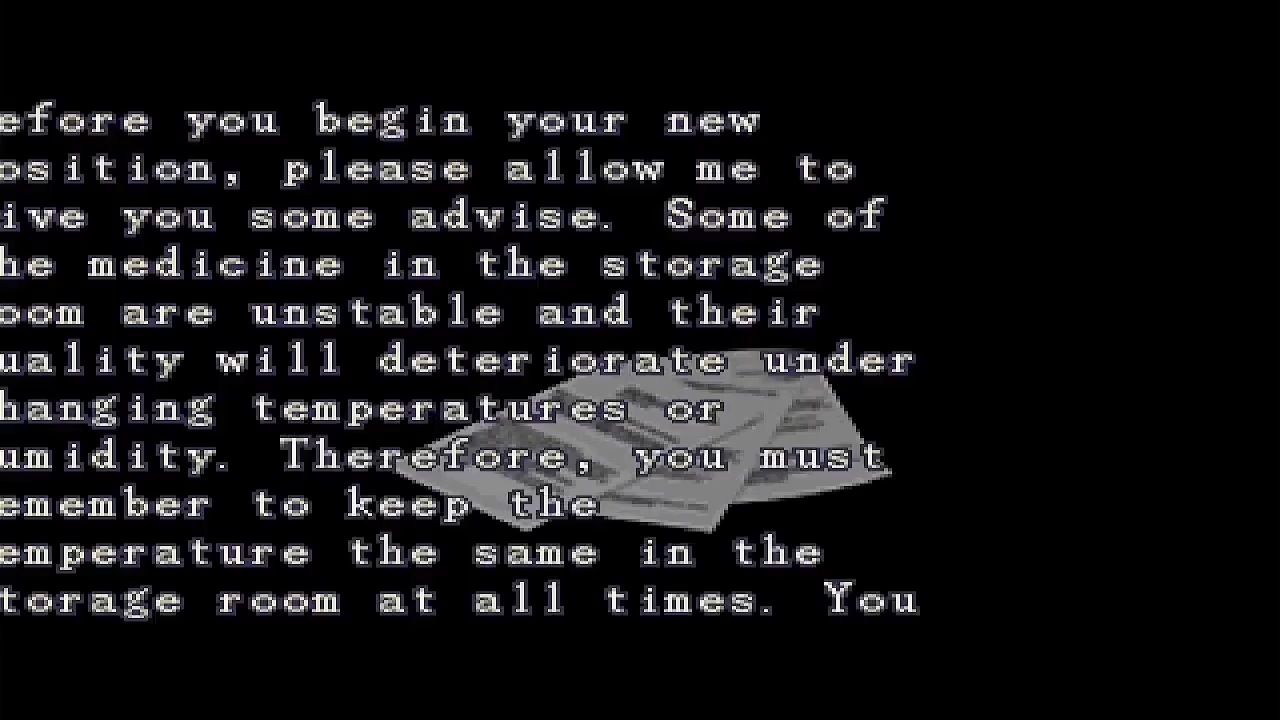 efore you begin your new
osition, please allow me to
ive you some advise. Some of
he medicine in the storage
oom are unstable and their
uality will deteriorate under
hanging temperatures or
umidity. Therefore, you must
emember to keep the
emperature the same in the
torage room at all times. You